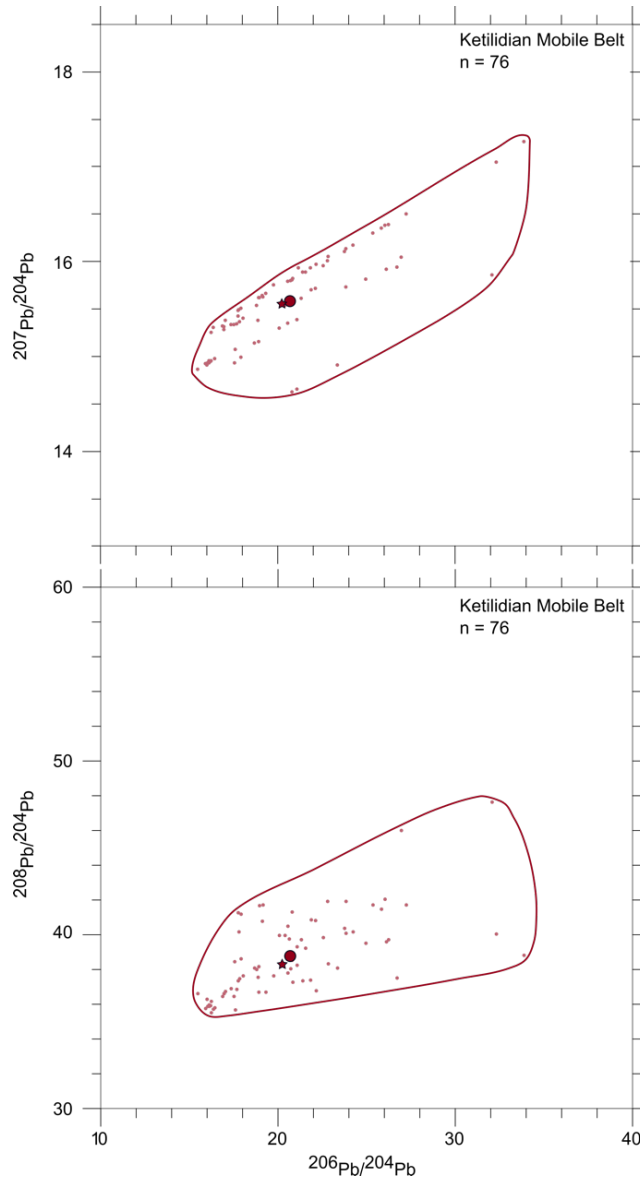 Ketilidian Mobile Belt
n = 76
18
16
14
207Pb/204Pb
Ketilidian Mobile Belt
n = 76
60
50
40
30
208Pb/204Pb
10 20 30 40
206Pb/204Pb